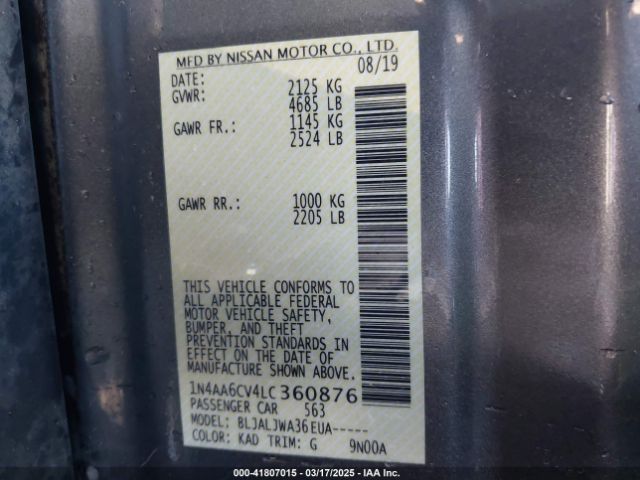 MFD BY NISSAN MOTOR CO., LTD.
DATE: 08/19
GVWR: 2125 KG
4685 LB
GAWR FR.: 1145 KG
2524 LB
GAWR RR.: 1000 KG
2205 LB
THIS VEHICLE CONFORMS TO
ALL APPLICABLE FEDERAL
MOTOR VEHICLE SAFETY,
BUMPER, AND THEFT
PREVENTION STANDARDS IN
EFFECT ON THE DATE OF
MANUFACTURE SHOWN ABOVE.
1N4AA6CV4LC360876
PASSENGER CAR 563
MODEL: BLJALJWA36EUA-----
COLOR: KAD TRIM: G 9N00A
000-41807015 — 03/17/2025 — IAA Inc.